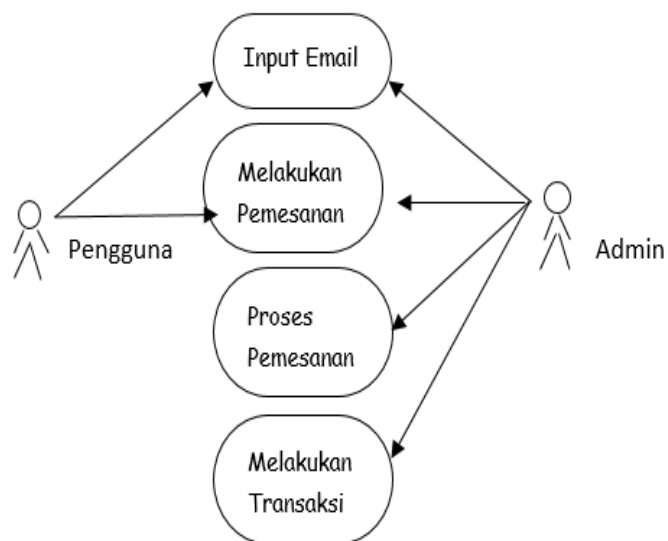 Input Email
Melakukan
Pemesanan
Pengguna
Admin
Proses
Pemesanan
Melakukan
Transaksi